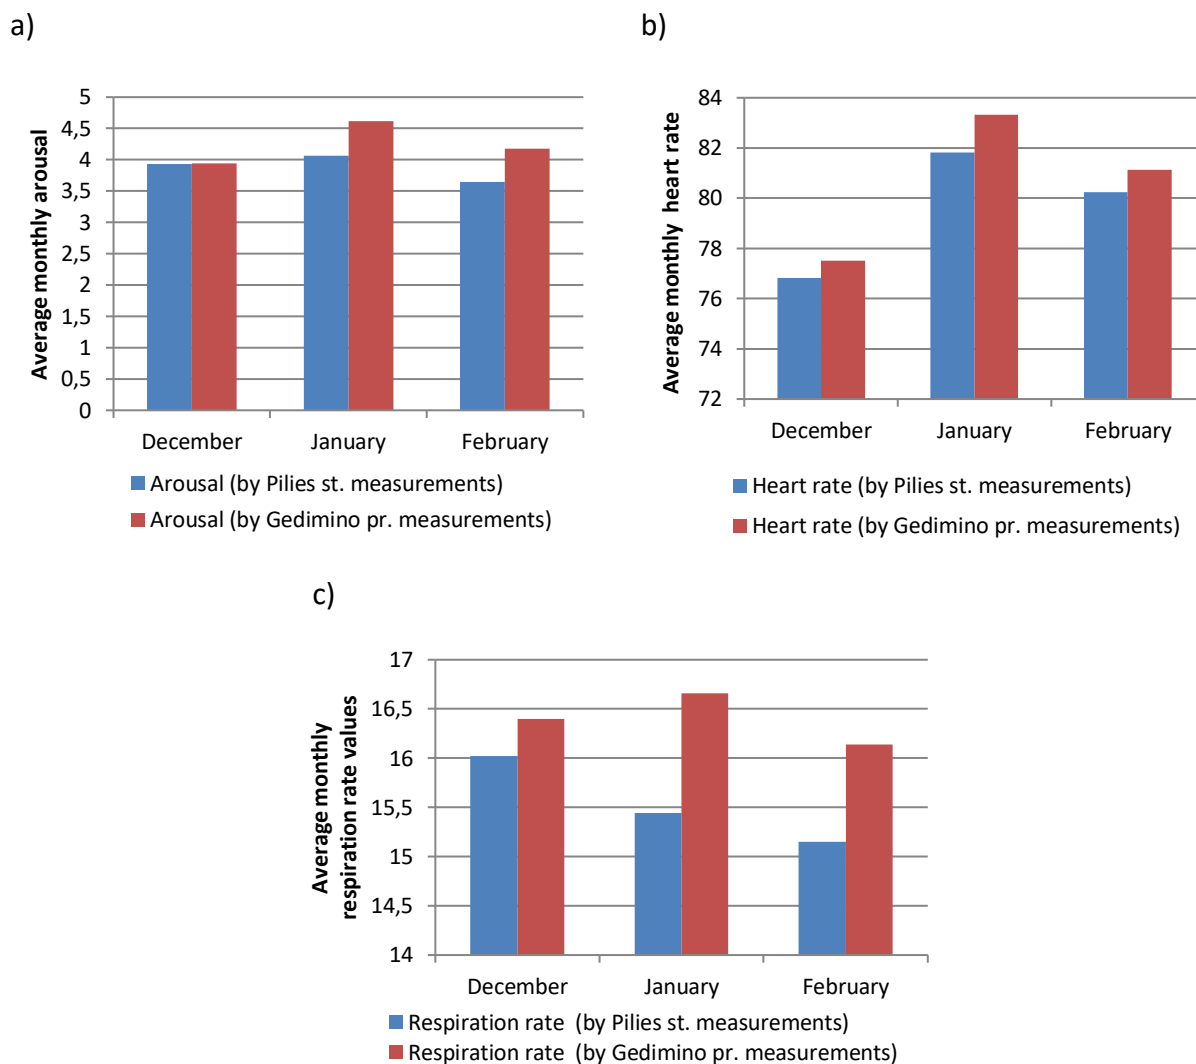 a)
Average monthly arousal
5
4,5
4
3,5
3
2,5
2
1,5
1
0,5
0
December January February
Arousal (by Pilies st. measurements)
Arousal (by Gedimino pr. measurements)
b)
Average monthly heart rate
84
82
80
78
76
74
72
December January February
Heart rate (by Pilies st. measurements)
Heart rate (by Gedimino pr. measurements)
c)
Average monthly
respiration rate values
17
16,5
16
15,5
15
14,5
14
December January February
Respiration rate (by Pilies st. measurements)
Respiration rate (by Gedimino pr. measurements)